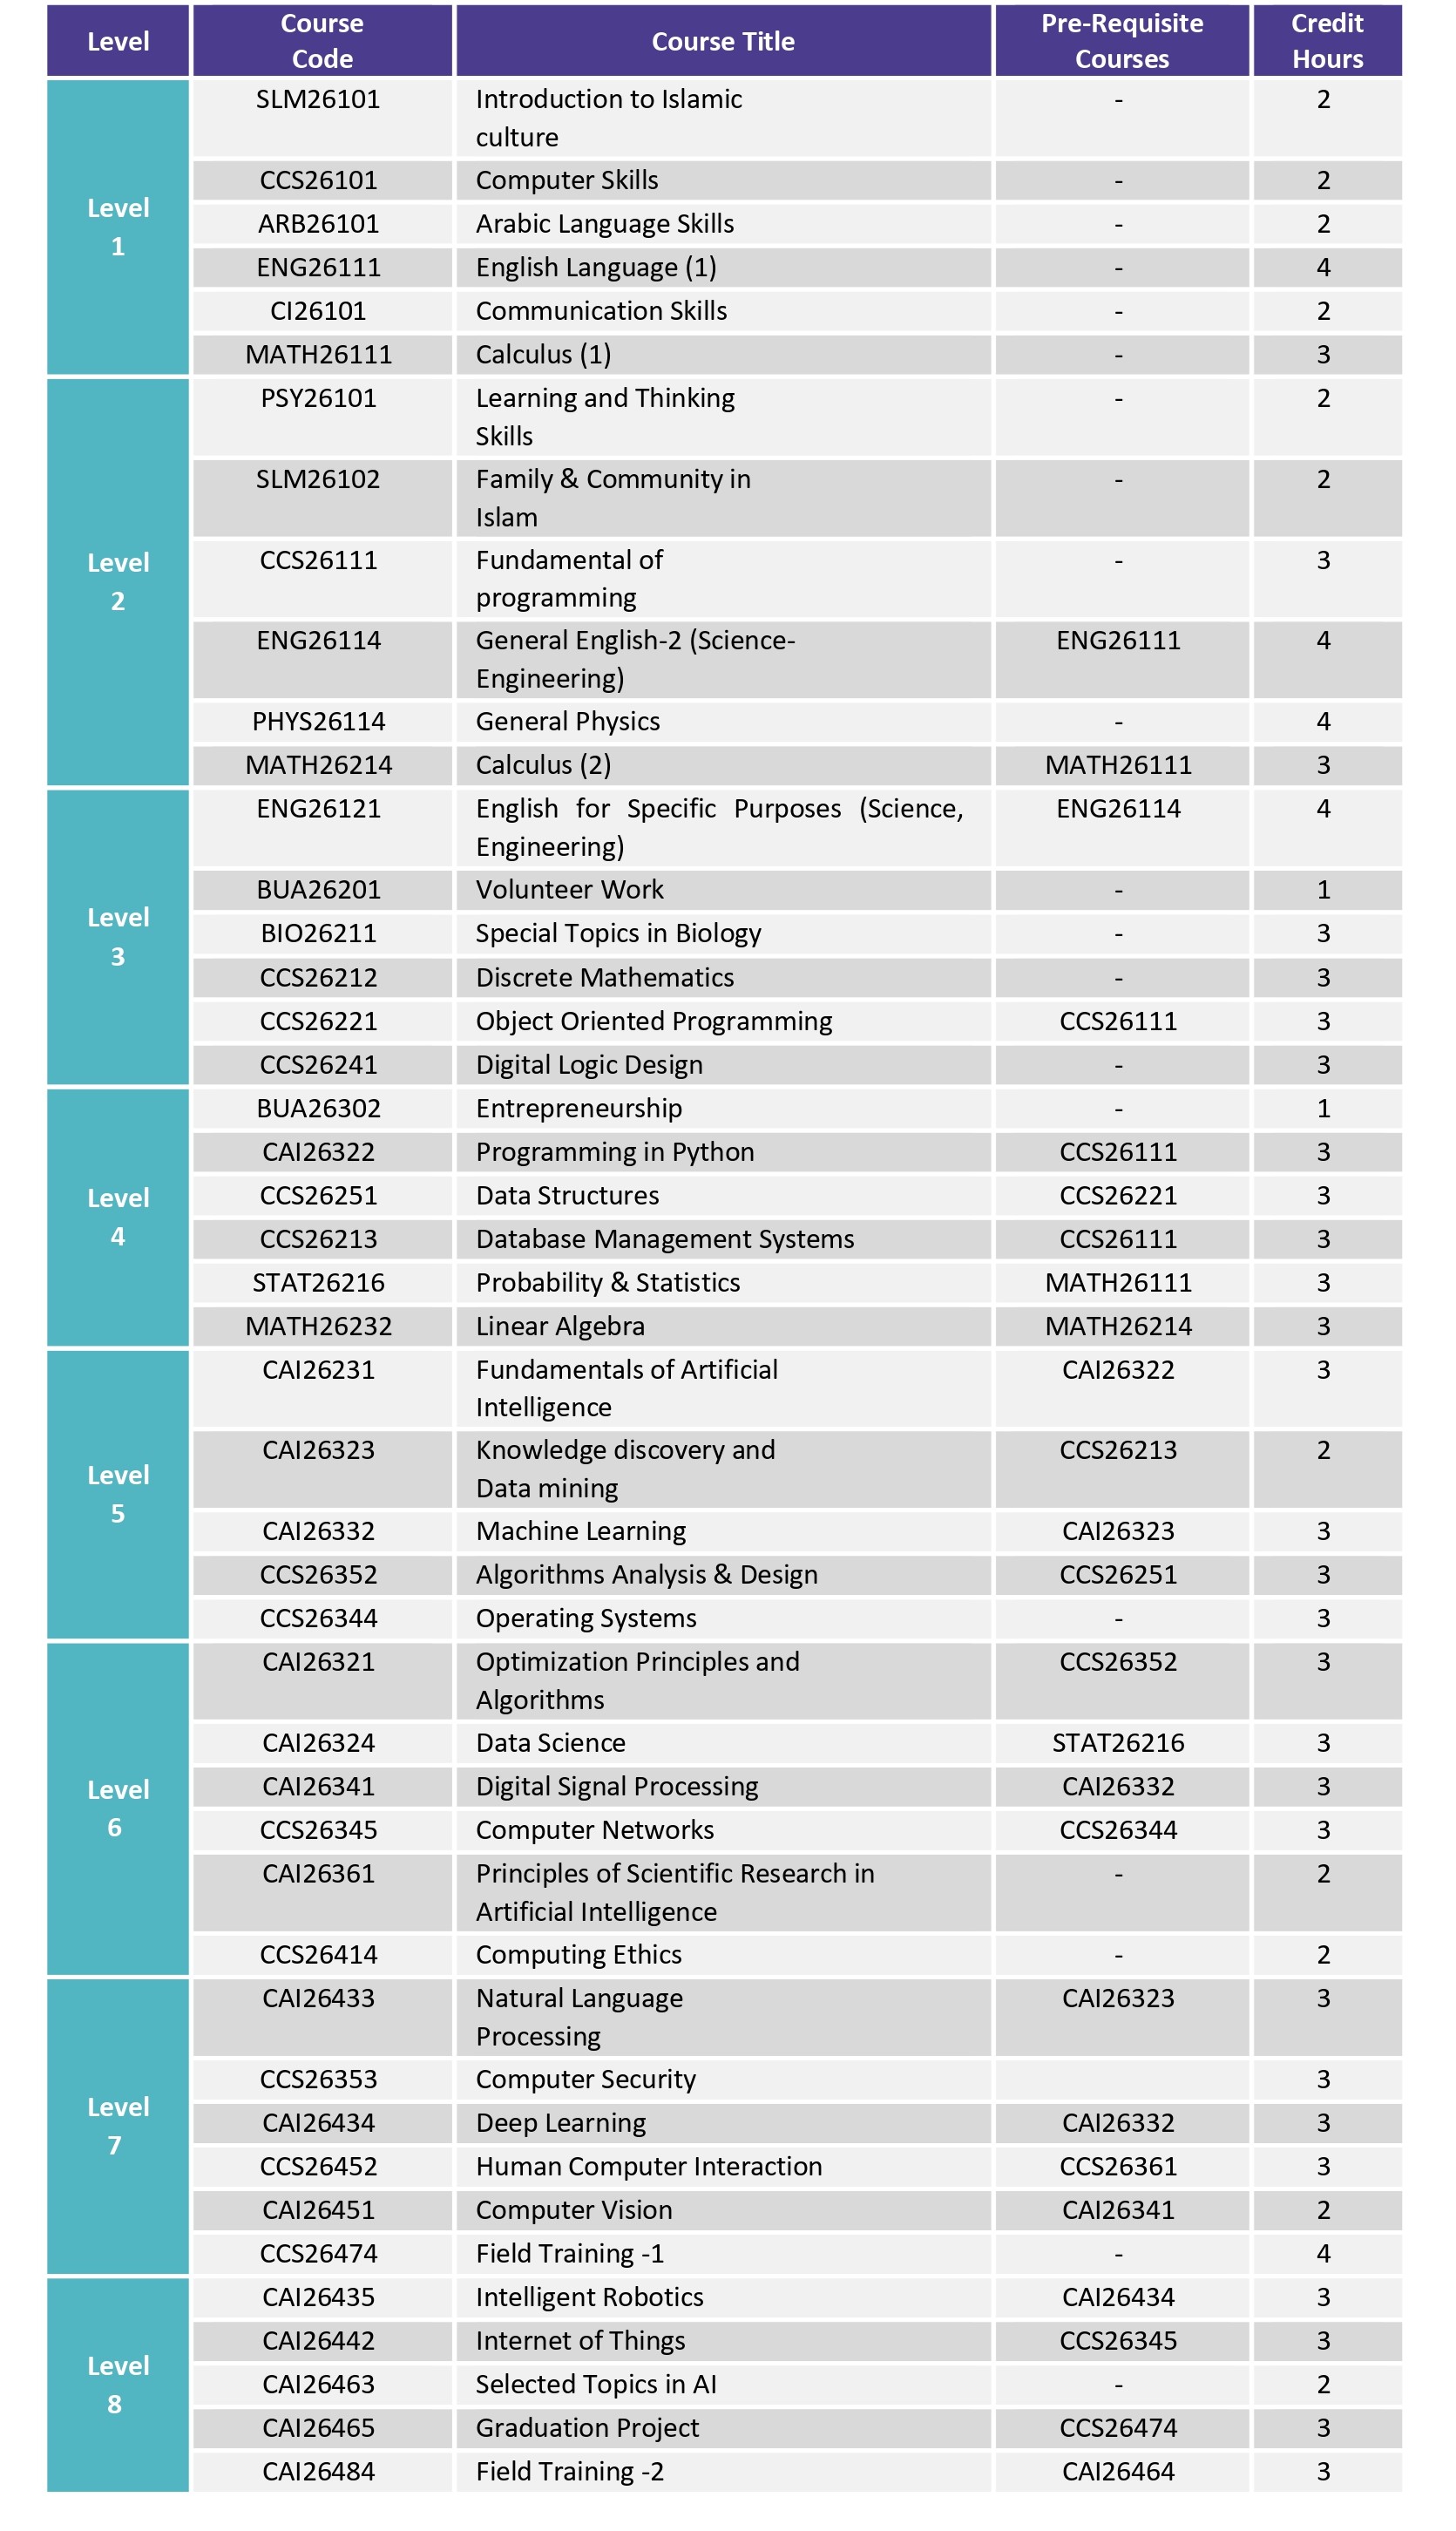 Level Course Code Course Title Pre-Requisite Courses Credit Hours
Level 1
SLM26101 Introduction to Islamic - 2
culture
CCS26101 Computer Skills - 2
ARB26101 Arabic Language Skills - 2
ENG26111 English Language (1) - 4
CI26101 Communication Skills - 2
MATH26111 Calculus (1) - 3
Level 2
PSY26101 Learning and Thinking - 2
Skills
SLM26102 Family & Community in - 2
Islam
CCS26111 Fundamental of - 3
programming
ENG26114 General English-2 (Science- ENG26111 4
Engineering)
PHYS26114 General Physics - 4
MATH26214 Calculus (2) MATH26111 3
Level 3
ENG26121 English for Specific Purposes (Science, ENG26114 4
Engineering)
BUA26201 Volunteer Work - 1
BIO26211 Special Topics in Biology - 3
CCS26212 Discrete Mathematics - 3
CCS26221 Object Oriented Programming CCS26111 3
CCS26241 Digital Logic Design - 3
Level 4
BUA26302 Entrepreneurship - 1
CAI26322 Programming in Python CCS26111 3
CCS26251 Data Structures CCS26221 3
CCS26213 Database Management Systems CCS26111 3
STAT26216 Probability & Statistics MATH26111 3
MATH26232 Linear Algebra MATH26214 3
Level 5
CAI26231 Fundamentals of Artificial CAI26322 3
Intelligence
CAI26323 Knowledge discovery and CCS26213 2
Data mining
CAI26332 Machine Learning CAI26323 3
CCS26352 Algorithms Analysis & Design CCS26251 3
CCS26344 Operating Systems - 3
Level 6
CAI26321 Optimization Principles and CCS26352 3
Algorithms
CAI26324 Data Science STAT26216 3
CAI26341 Digital Signal Processing CAI26332 3
CCS26345 Computer Networks CCS26344 3
CAI26361 Principles of Scientific Research in - 2
Artificial Intelligence
CCS26414 Computing Ethics - 2
Level 7
CAI26433 Natural Language CAI26323 3
Processing
CCS26353 Computer Security 3
CAI26434 Deep Learning CAI26332 3
CCS26452 Human Computer Interaction CCS26361 3
CAI26451 Computer Vision CAI26341 2
CCS26474 Field Training -1 - 4
Level 8
CAI26435 Intelligent Robotics CAI26434 3
CAI26442 Internet of Things CCS26345 3
CAI26463 Selected Topics in AI - 2
CAI26465 Graduation Project CCS26474 3
CAI26484 Field Training -2 CAI26464 3